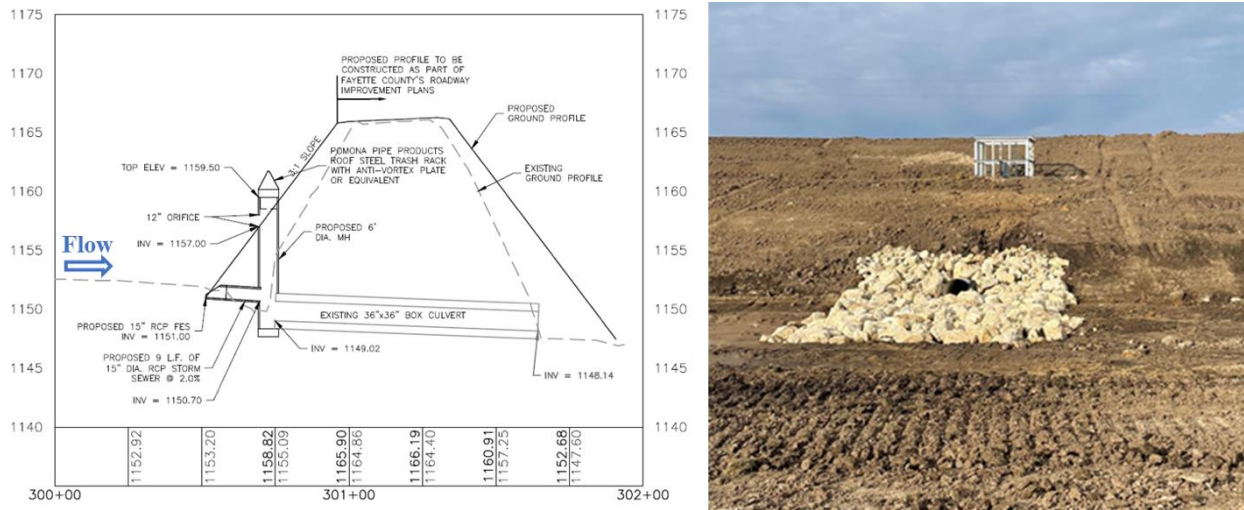 1175
1170
1165
1160
1155
1150
1145
1140
1175
1170
1165
1160
1155
1150
1145
1140
PROPOSED PROFILE TO BE
CONSTRUCTED AS PART OF
FAYETTE COUNTY'S ROADWAY
IMPROVEMENT PLANS
PROPOSED
GROUND PROFILE
3:1 SLOPE
POMONA PIPE PRODUCTS
ROOF STEEL TRASH RACK
WITH ANTI-VORTEX PLATE
OR EQUIVALENT
EXISTING
GROUND PROFILE
TOP ELEV = 1159.50
12" ORIFICE
INV = 1157.00
PROPOSED 6'
DIA. MH
Flow
EXISTING 36"x36" BOX CULVERT
PROPOSED 15" RCP FES
INV = 1151.00
PROPOSED 9 L.F. OF
15" DIA. RCP STORM
SEWER @ 2.0%
INV = 1150.70
INV = 1149.02
INV = 1148.14
1152.92
1153.20
1158.82
1155.09
1165.90
1164.86
1166.19
1164.40
1160.91
1157.25
1152.68
1147.60
300+00
301+00
302+00